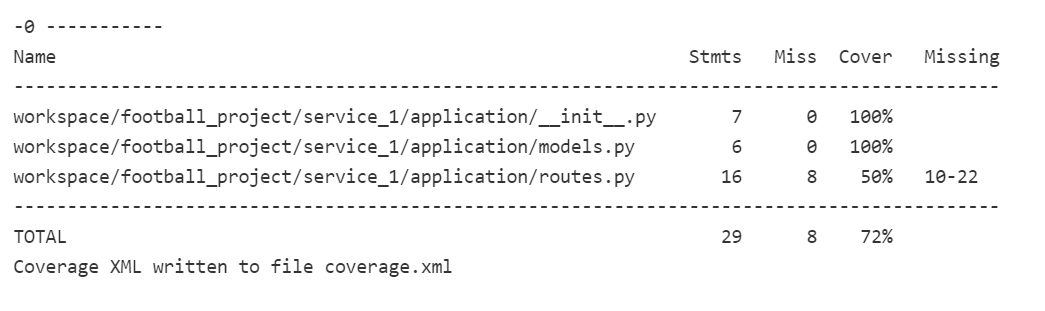 -0 -----------
Name Stmts Miss Cover Missing
--------------------------------------------------------------------------------------------
workspace/football_project/service_1/application/__init__.py 7 0 100%
workspace/football_project/service_1/application/models.py 6 0 100%
workspace/football_project/service_1/application/routes.py 16 8 50% 10-22
--------------------------------------------------------------------------------------------
TOTAL 29 8 72%
Coverage XML written to file coverage.xml